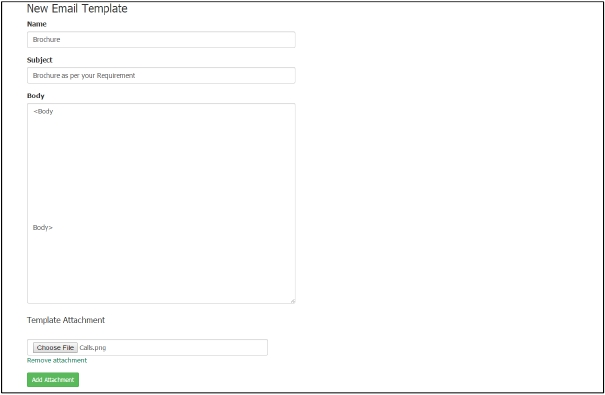 New Email Template
Name
Brochure
Subject
Brochure as per your Requirement
Body
<Body
Body>
Template Attachment
Choose File Calls.png
Remove attachment
Add Attachment